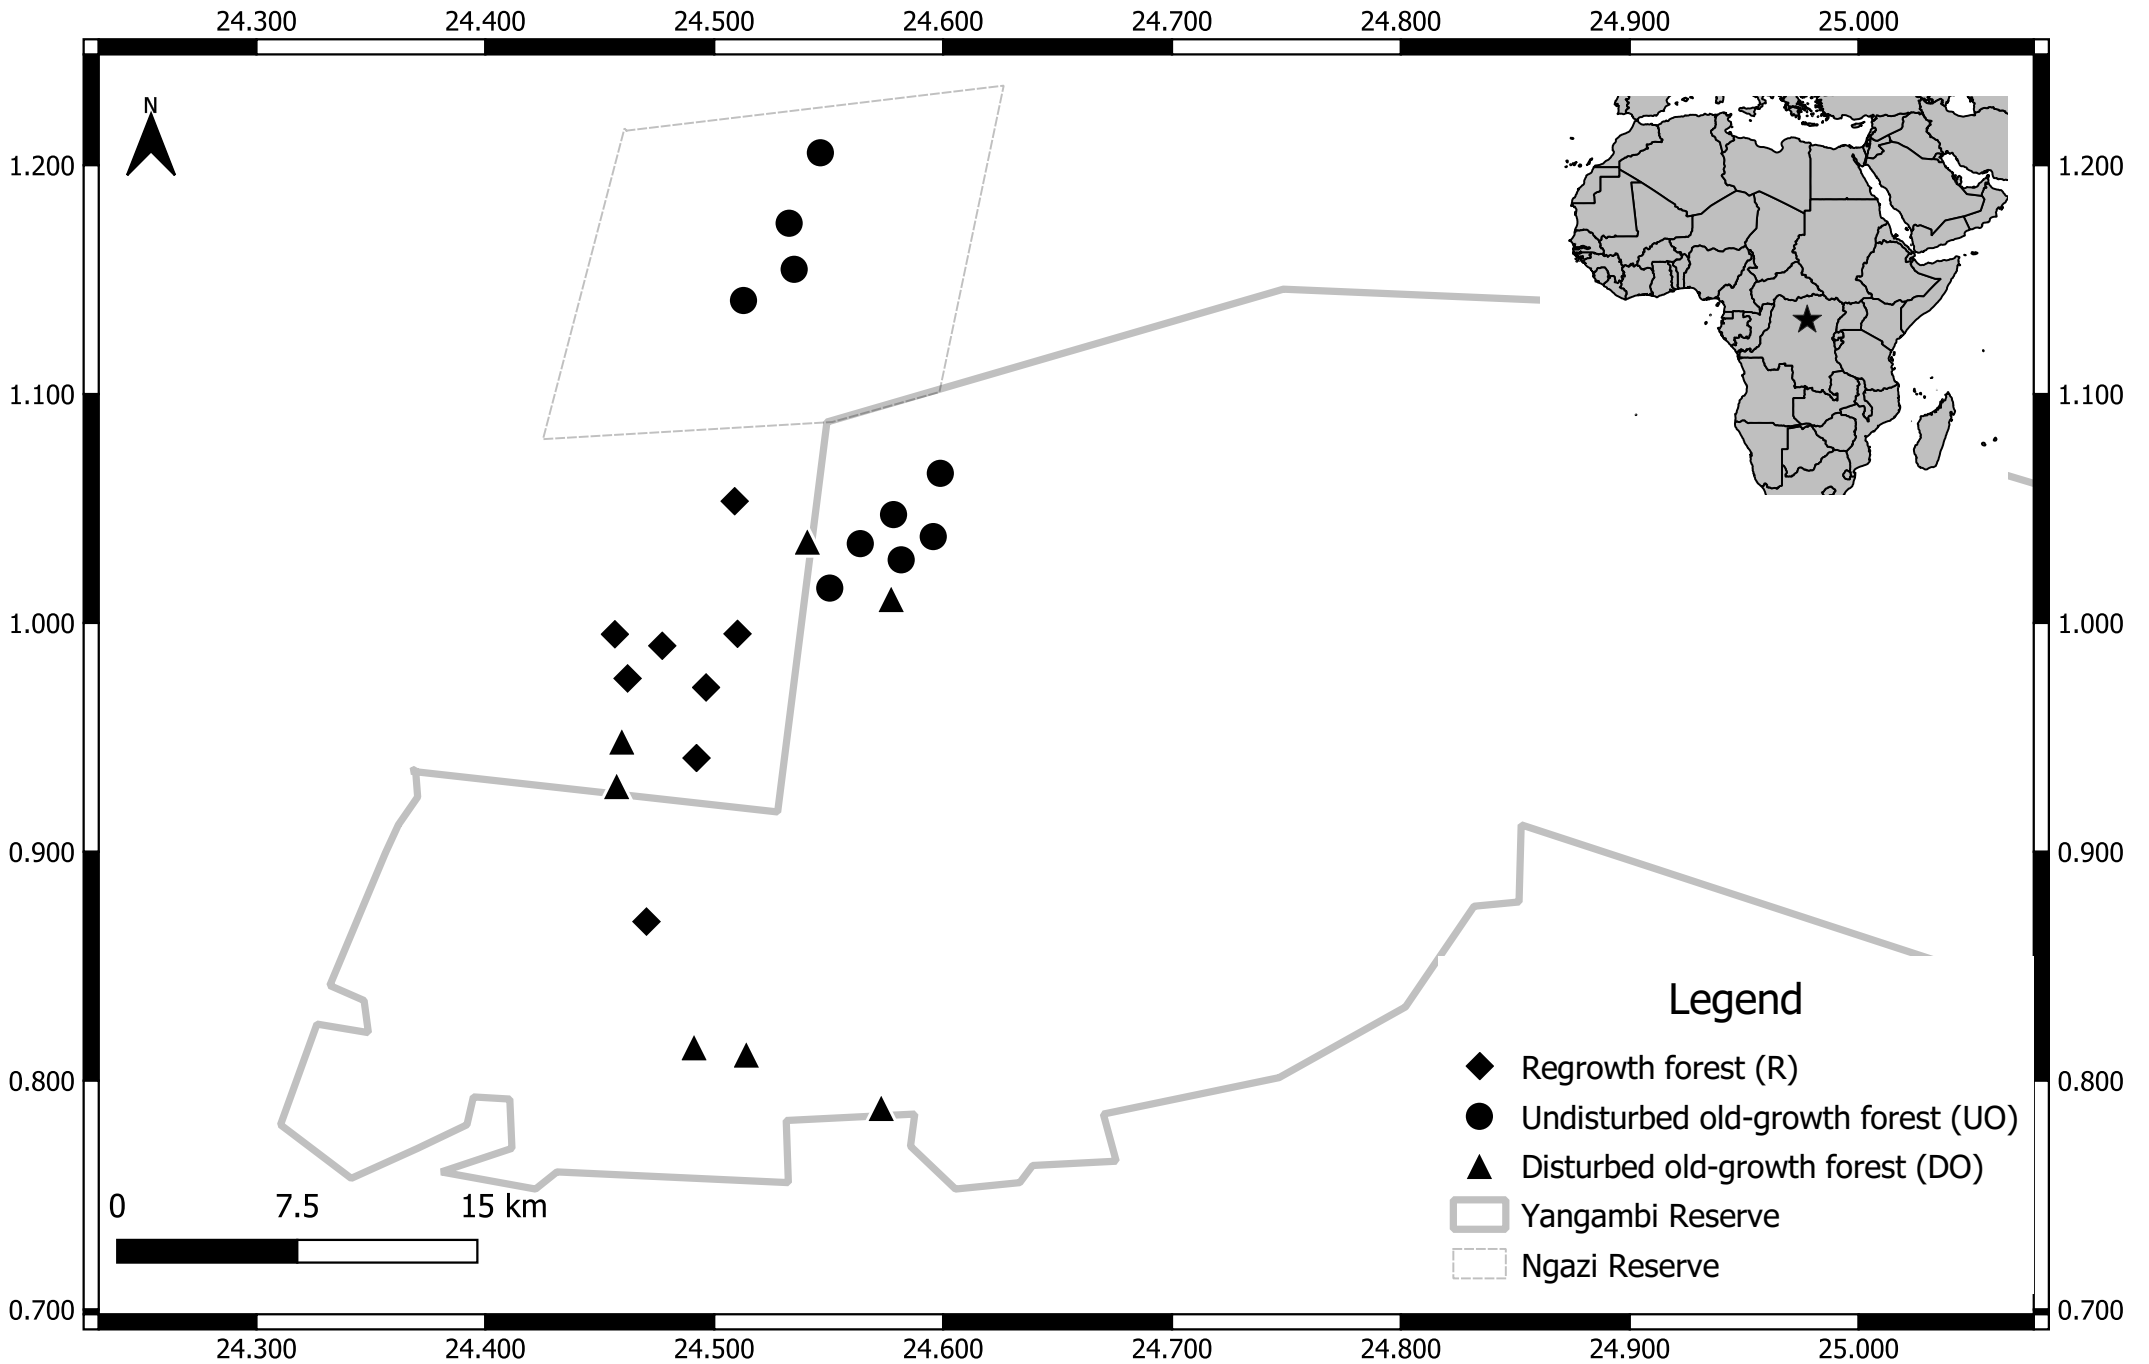 24.300 24.400 24.500 24.600 24.700 24.800 24.900 25.000
N
1.200 1.200
1.100 1.100
1.000 1.000
0.900 0.900
Legend
Regrowth forest (R)
0.800 0.800
Undisturbed old-growth forest (UO)
Disturbed old-growth forest (DO)
0 7.5 15 km
Yangambi Reserve
Ngazi Reserve
0.700 0.700
24.300 24.400 24.500 24.600 24.700 24.800 24.900 25.000